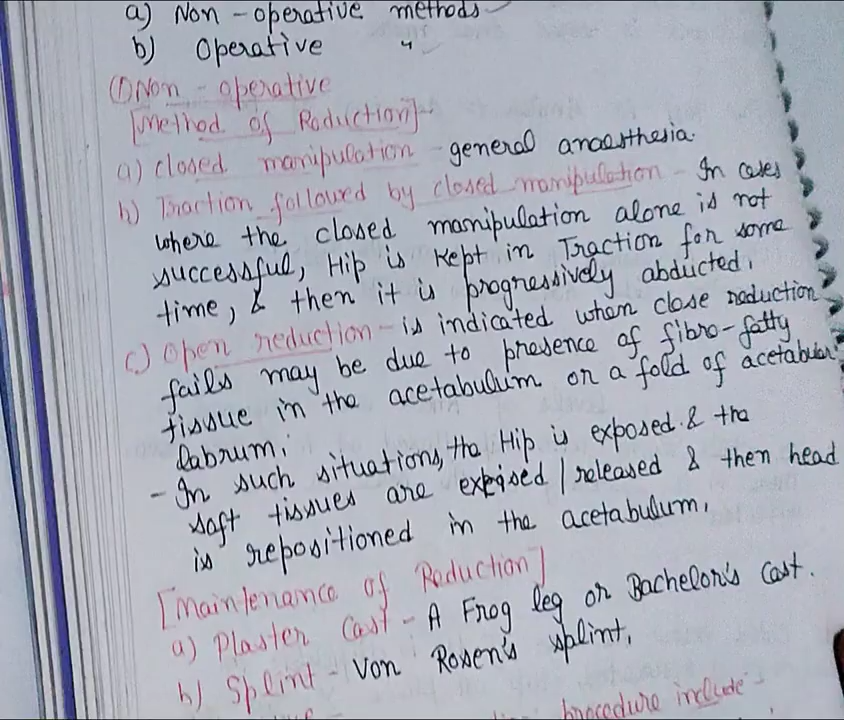 a) Non-operative methods
b) Operative "
(1) Non-operative
[Method of Reduction]
a) closed manipulation - general anaesthesia.
b) Traction followed by closed manipulation - In cases
where the closed manipulation alone is not
successful, Hip is kept in Traction for some
time, & then it is progressively abducted.
c) Open reduction - is indicated when close reduction
fails may be due to presence of fibro-fatty
tissue in the acetabulum or a fold of acetabular
labrum.
- In such situations, the Hip is exposed & the
soft tissues are excised / released & then head
is repositioned in the acetabulum.
[Maintenance of Reduction]
a) Plaster Cast - A Frog leg or Bachelor's Cast.
b) Splint - Von Rosen's splint.
procedure include